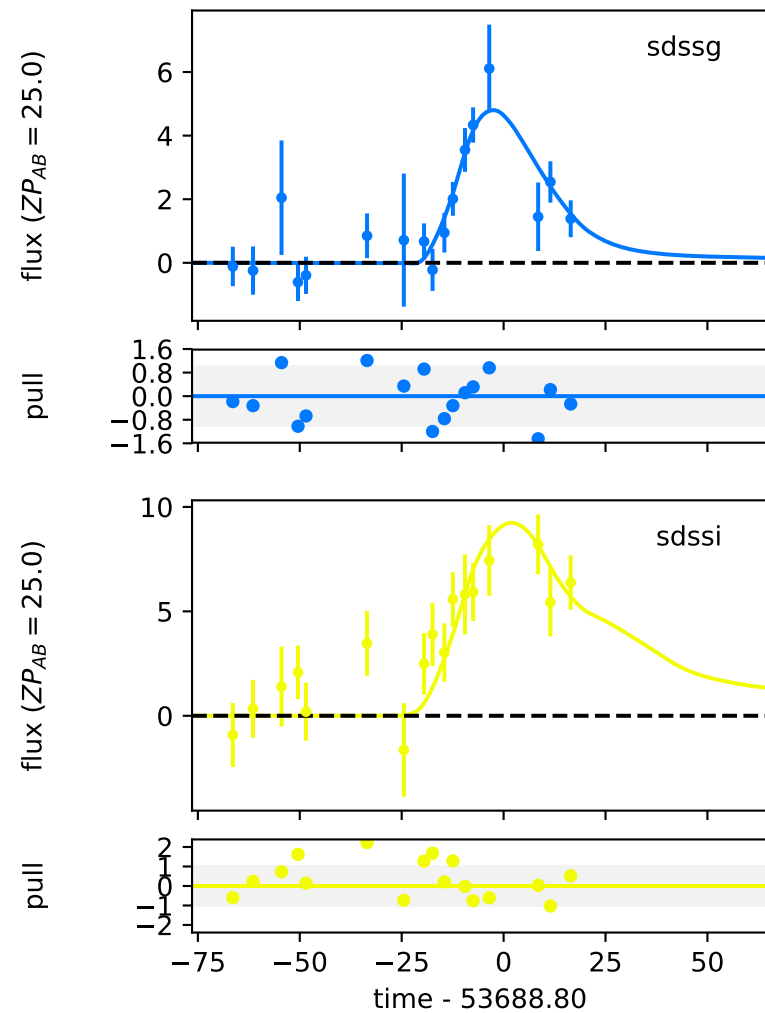 sdssg
flux (ZP_AB = 25.0)
6
4
2
0
pull
1.6
0.8
0.0
−0.8
−1.6
sdssi
flux (ZP_AB = 25.0)
10
5
0
pull
2
1
0
−1
−2
−75 −50 −25 0 25 50
time - 53688.80